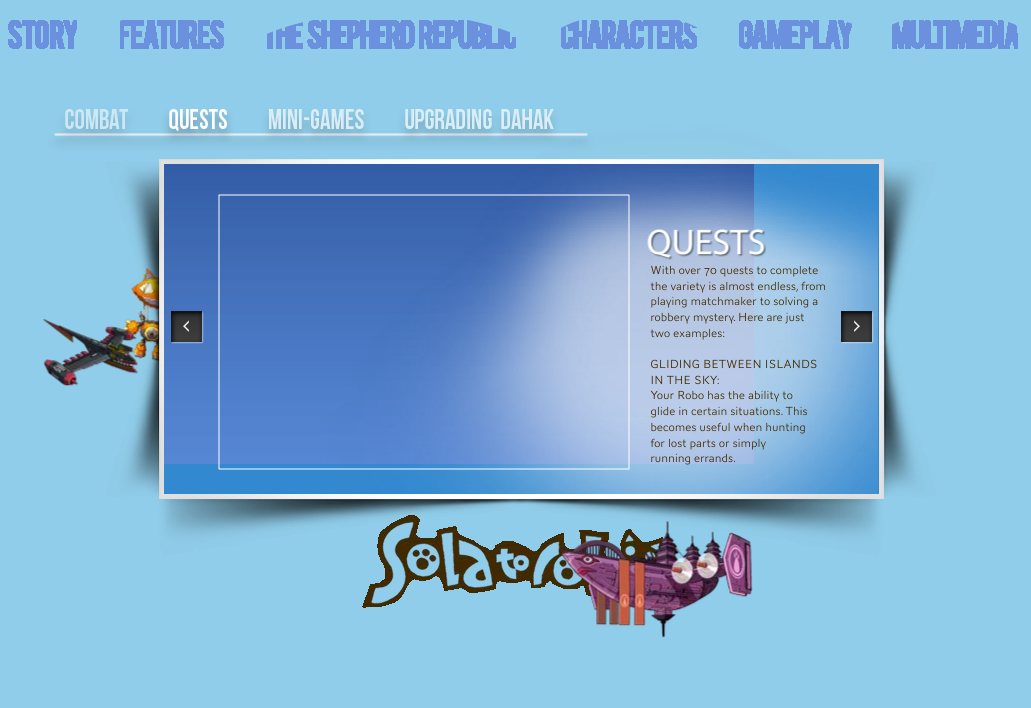 STORY FEATURES THE SHEPHERD REPUBLIC CHARACTERS GAMEPLAY MULTIMEDIA
COMBAT QUESTS MINI-GAMES UPGRADING DAHAK
QUESTS
With over 70 quests to complete
the variety is almost endless, from
playing matchmaker to solving a
robbery mystery. Here are just
two examples:
GLIDING BETWEEN ISLANDS
IN THE SKY:
Your Robo has the ability to
glide in certain situations. This
becomes useful when hunting
for lost parts or simply
running errands.
Solatorobo